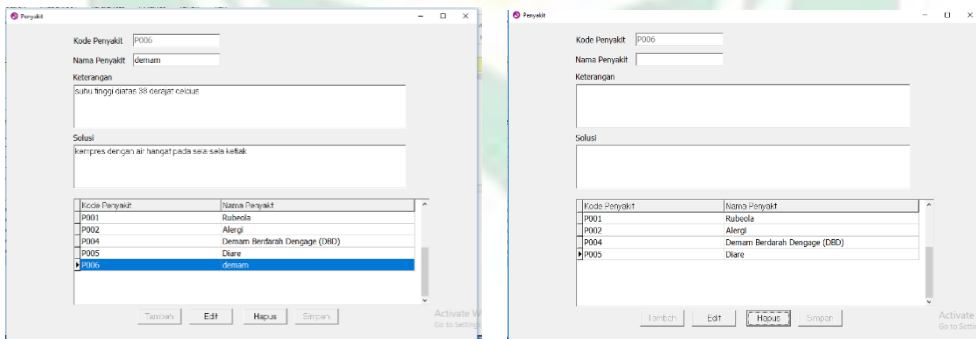 Penyakit
Kode Penyakit P006
Nama Penyakit demam
Keterangan
suhu tinggi diatas 38 derajat celcius
Solusi
kempres dengan air hangat pada sela-sela ketiak
Kode Penyakit Nama Penyakit
P001 Rubeola
P002 Alergi
P004 Demam Berdarah Dengage (DBD)
P005 Diare
P006 demam
Tambah Edit Hapus Simpan
Activate W
Go to Setting
Penyakit
Kode Penyakit P006
Nama Penyakit
Keterangan
Solusi
Kode Penyakit Nama Penyakit
P001 Rubeola
P002 Alergi
P004 Demam Berdarah Dengage (DBD)
P005 Diare
Tambah Edit Hapus Simpan
Activate
Go to Setti